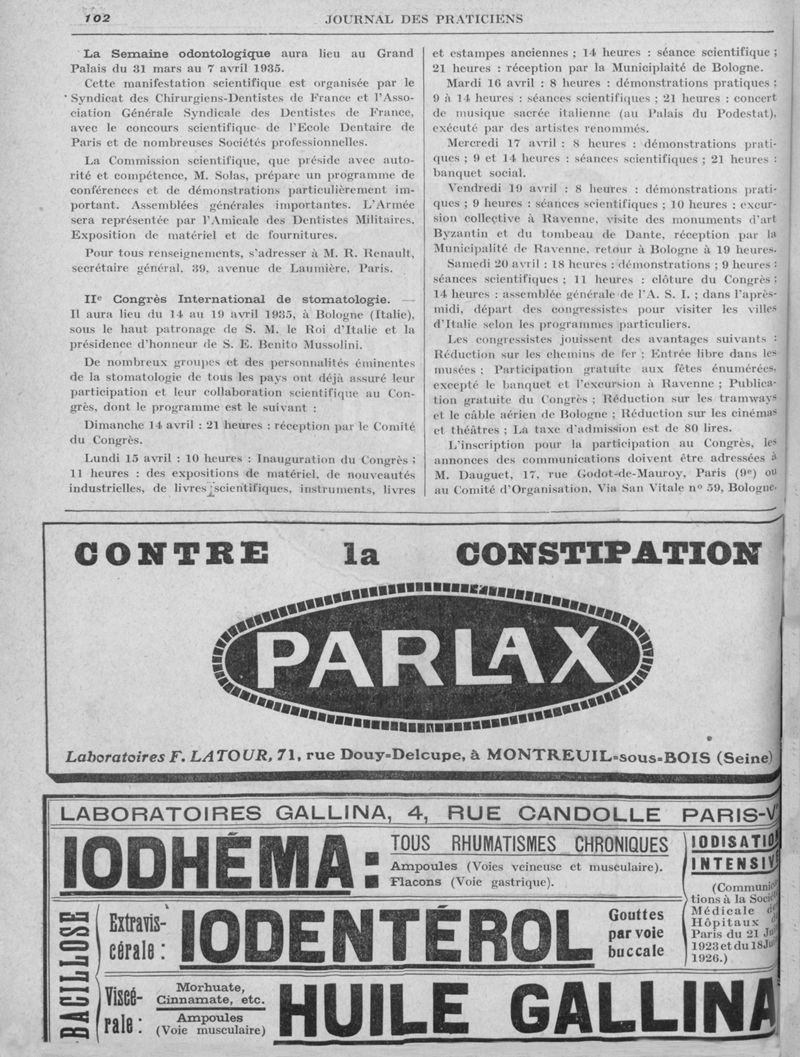 102
JOURNAL DES PRATICIENS
La Semaine odontologique aura lieu au Grand
Palais du 31 mars au 7 avril 1935.
Cette manifestation scientifique est organisée par le
Syndicat des Chirurgiens-Dentistes de France et l'Asso-
ciation Générale Syndicale des Dentistes de France,
avec le concours scientifique de l'Ecole Dentaire de
Paris et de nombreuses Sociétés professionnelles.
La Commission scientifique, que préside avec auto-
rité et compétence, M. Solas, prépare un programme de
conférences et de démonstrations particulièrement im-
portant. Assemblées générales importantes. L'Armée
sera représentée par l'Amicale des Dentistes Militaires.
Exposition de matériel et de fournitures.
Pour tous renseignements, s'adresser à M. R. Renault,
secrétaire général, 39, avenue de Laumière, Paris.
IIe Congrès International de stomatologie. —
Il aura lieu du 14 au 19 avril 1935, à Bologne (Italie),
sous le haut patronage de S. M. le Roi d'Italie et la
présidence d'honneur de S. E. Benito Mussolini.
De nombreux groupes et des personnalités éminentes
de la stomatologie de tous les pays ont déjà assuré leur
participation et leur collaboration scientifique au Con-
grès, dont le programme est le suivant :
Dimanche 14 avril : 21 heures : réception par le Comité
du Congrès.
Lundi 15 avril : 10 heures : Inauguration du Congrès ;
11 heures : des expositions de matériel, de nouveautés
industrielles, de livres scientifiques, instruments, livres
et estampes anciennes ; 14 heures : séance scientifique ;
21 heures : réception par la Municiplaité de Bologne.
Mardi 16 avril : 8 heures : démonstrations pratiques ;
9 à 14 heures : séances scientifiques ; 21 heures : concert
de musique sacrée italienne (au Palais du Podestat),
exécuté par des artistes renommés.
Mercredi 17 avril : 8 heures : démonstrations prati-
ques ; 9 et 14 heures : séances scientifiques ; 21 heures :
banquet social.
Vendredi 19 avril : 8 heures : démonstrations prati-
ques ; 9 heures : séances scientifiques ; 10 heures : excur-
sion collective à Ravenne, visite des monuments d'art
Byzantin et du tombeau de Dante, réception par la
Municipalité de Ravenne, retour à Bologne à 19 heures.
Samedi 20 avril : 18 heures : démonstrations ; 9 heures :
séances scientifiques ; 11 heures : clôture du Congrès ;
14 heures : assemblée générale de l'A. S. I. ; dans l'après-
midi, départ des congressistes pour visiter les villes
d'Italie selon les programmes particuliers.
Les congressistes jouissent des avantages suivants :
Réduction sur les chemins de fer ; Entrée libre dans les
musées ; Participation gratuite aux fêtes énumérées,
excepté le banquet et l'excursion à Ravenne ; Publica-
tion gratuite du Congrès ; Réduction sur les tramways
et le câble aérien de Bologne ; Réduction sur les cinémas
et théâtres ; La taxe d'admission est de 80 lires.
L'inscription pour la participation au Congrès, les
annonces des communications doivent être adressées à
M. Dauguet, 17, rue Godot-de-Mauroy, Paris (9e) ou
au Comité d'Organisation, Via San Vitale no 59, Bologne.
CONTRE la CONSTIPATION
PARLAX
Laboratoires F. LATOUR, 71, rue Douy-Delcupe, à MONTREUIL-sous-BOIS (Seine)
LABORATOIRES GALLINA, 4, RUE CANDOLLE PARIS-V
IODHÉMA :
TOUS RHUMATISMES CHRONIQUES
Ampoules (Voies veineuse et musculaire).
Flacons (Voie gastrique).
IODISATIO
INTENSIV
(Communi
tions à la Soci
Médicale
Hôpitaux
Paris du 21 J
1923 et du 18 Ju
1926.)
BACILLOSE
Extravis-
cérale :
IODENTÉROL
Gouttes
par voie
buccale
Viscé-
rale :
Morhuate,
Cinnamate, etc.
Ampoules
(Voie musculaire)
HUILE GALLINA